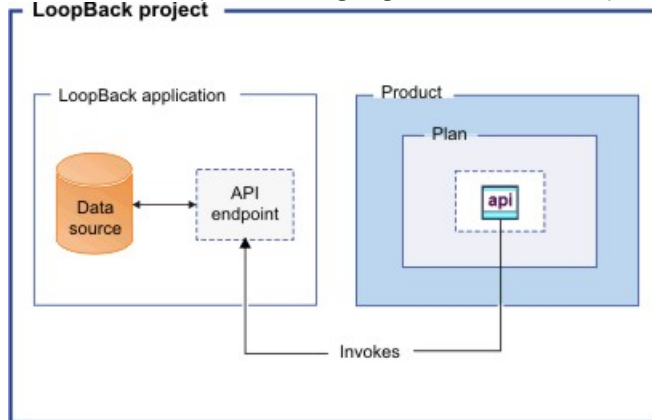 LoopBack project
LoopBack application
Product
Plan
Data
source
API
endpoint
api
Invokes